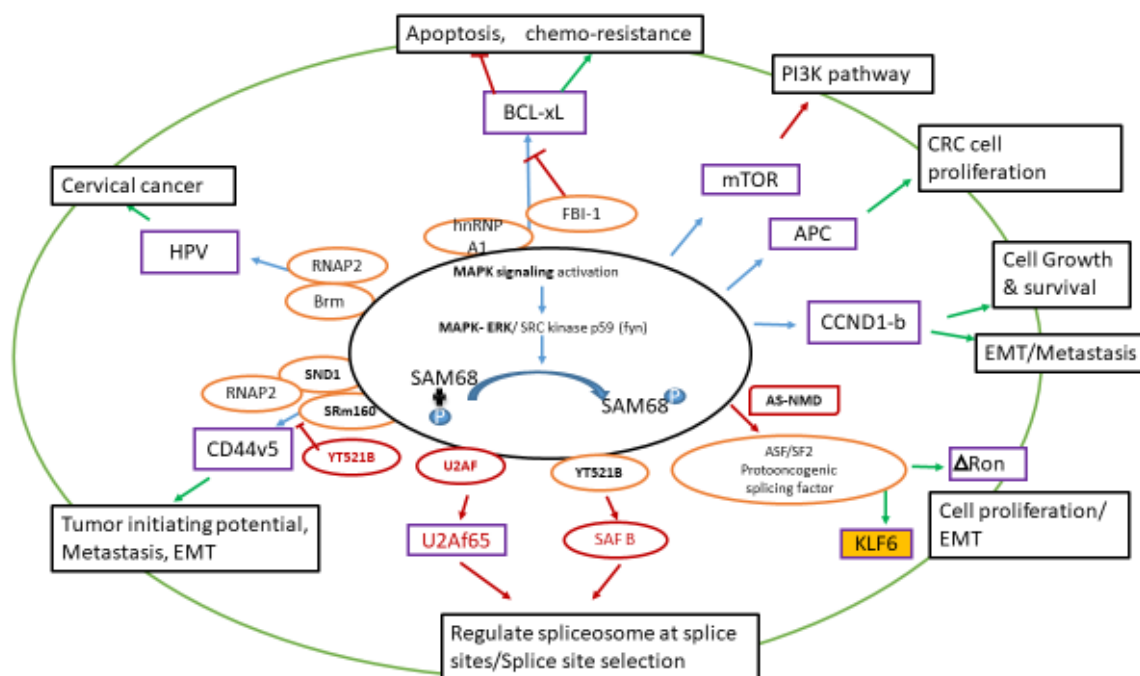 Apoptosis, chemo-resistance
PI3K pathway
BCL-xL
CRC cell
proliferation
Cervical cancer
mTOR
FBI-1
hnRNP
A1
APC
HPV
RNAP2
Brm
MAPK signaling activation
Cell Growth
& survival
MAPK- ERK/ SRC kinase p59 (fyn)
CCND1-b
EMT/Metastasis
SND1
RNAP2
SRm160
SAM68
P
SAM68
P
AS-NMD
CD44v5
YT521B
U2AF
YT521B
ASF/SF2
Protooncogenic
splicing factor
ΔRon
Tumor initiating potential,
Metastasis, EMT
U2Af65
SAF B
KLF6
Cell proliferation/
EMT
Regulate spliceosome at splice
sites/Splice site selection